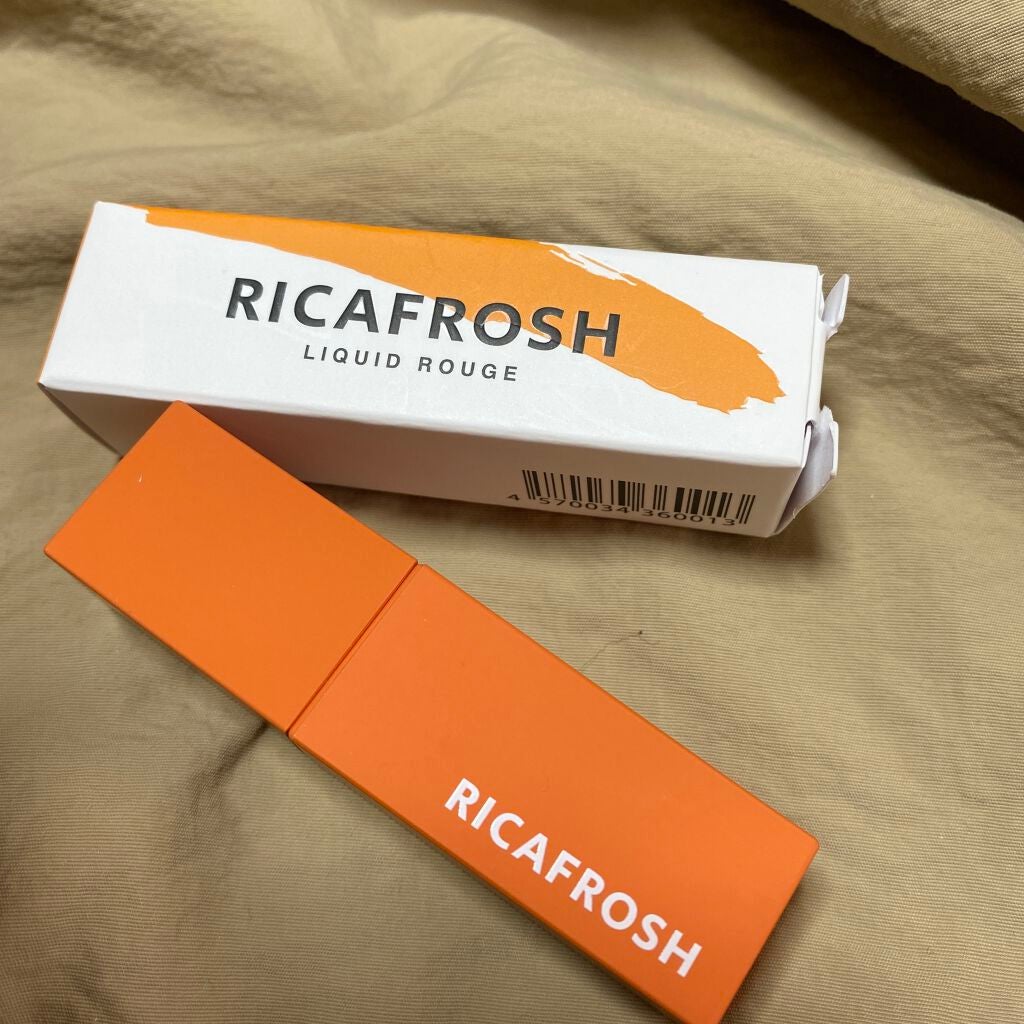 RICAFROSH
LIQUID ROUGE
4 570034 360013
RICAFROSH